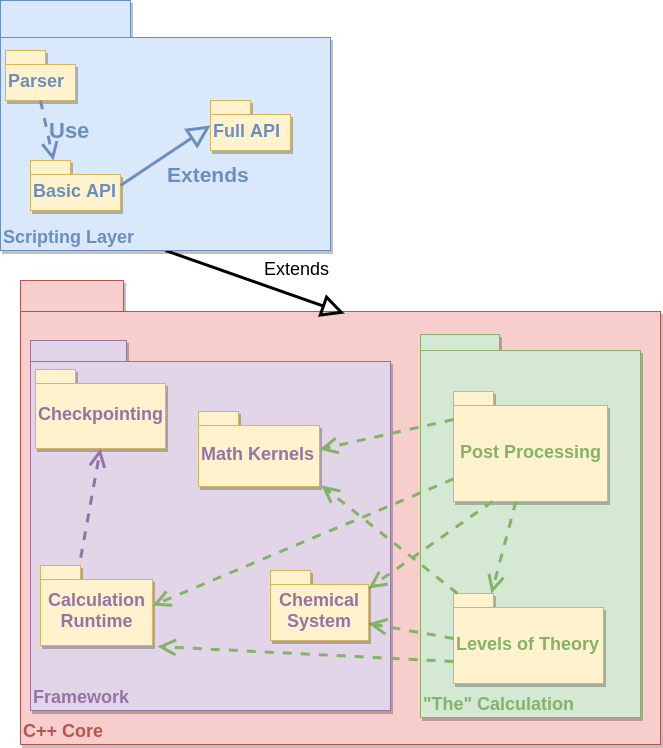 Parser
Use
Full API
Basic API
Extends
Scripting Layer
Extends
Checkpointing
Math Kernels
Post Processing
Calculation
Runtime
Chemical
System
Levels of Theory
Framework
"The" Calculation
C++ Core